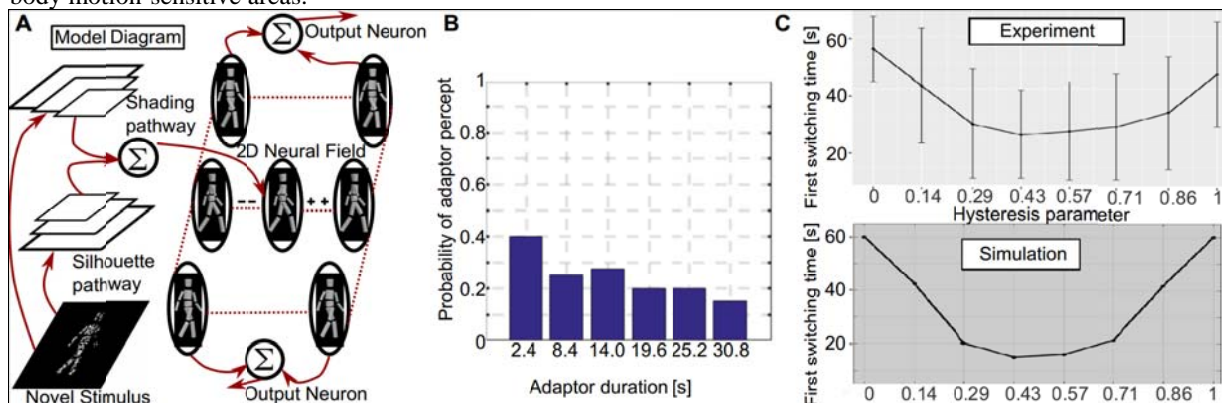 body motion-sensitive areas.
A
Model Diagram
Shading
pathway
Σ
Silhouette
pathway
Novel Stimulus
Σ Output Neuron
2D Neural Field
-- ++
Σ
Output Neuron
B
Probability of adaptor percept
1
0.8
0.6
0.4
0.2
0
2.4 8.4 14.0 19.6 25.2 30.8
Adaptor duration [s]
C
Experiment
First switching time [s]
60
40
20
0 0.14 0.29 0.43 0.57 0.71 0.86 1
Hysteresis parameter
Simulation
First switching time [s]
60
40
20
0 0.14 0.29 0.43 0.57 0.71 0.86 1